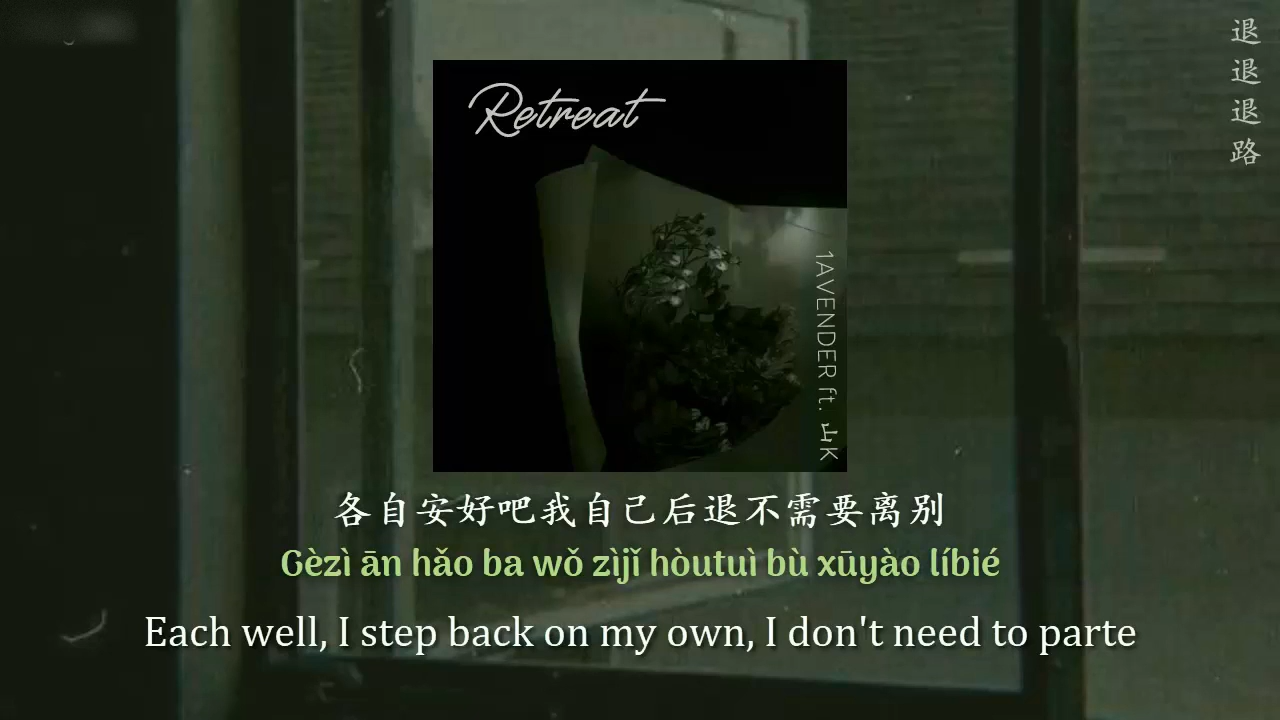 Retreat
1AVENDER ft. 山K
退退退路
各自安好吧我自己后退不需要离别
Gèzì ān hǎo ba wǒ zìjǐ hòutuì bù xūyào líbié
Each well, I step back on my own, I don't need to parte